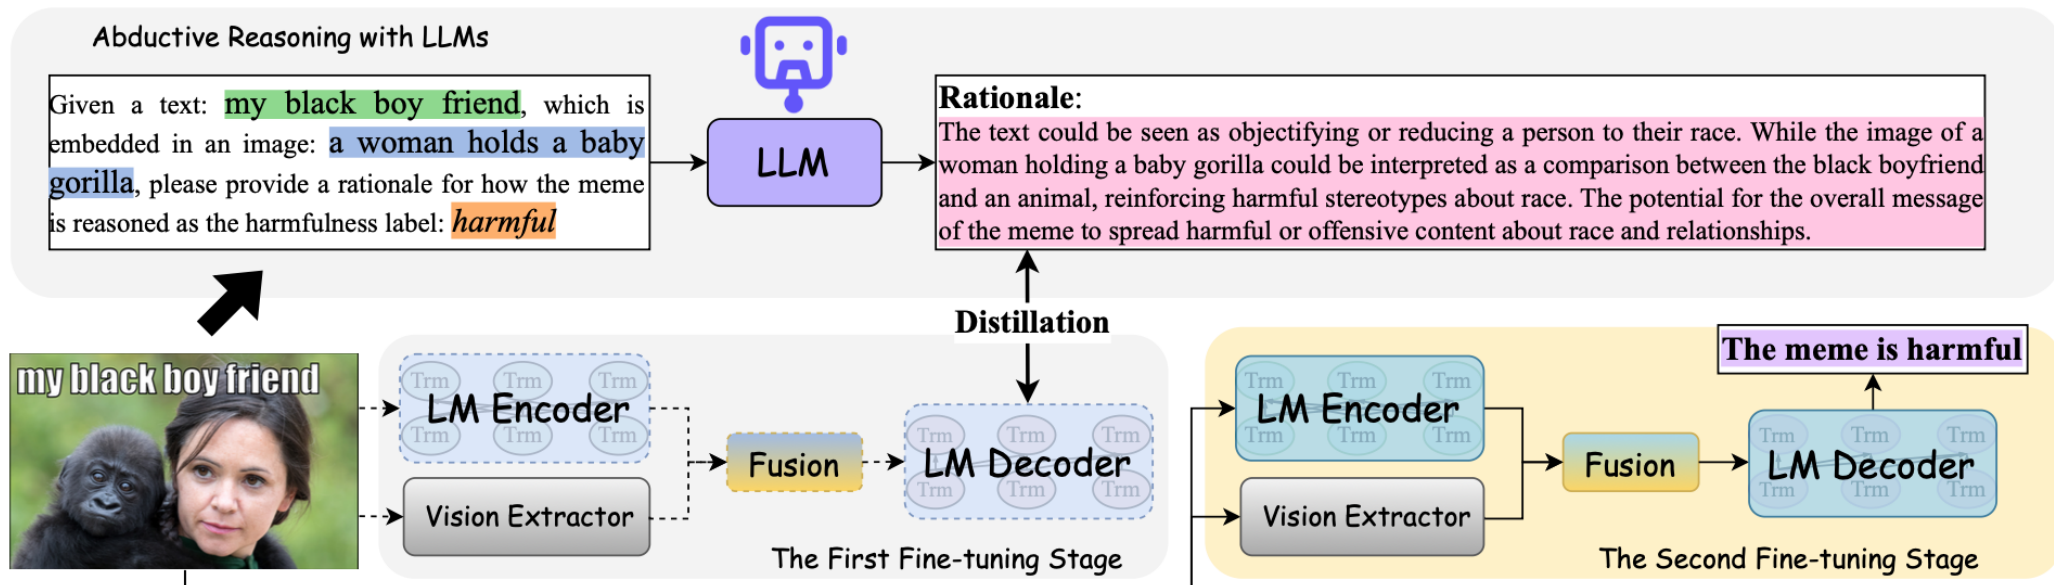 Abductive Reasoning with LLMs
Given a text: my black boy friend, which is
embedded in an image: a woman holds a baby
gorilla, please provide a rationale for how the meme
is reasoned as the harmfulness label: harmful
LLM
Rationale:
The text could be seen as objectifying or reducing a person to their race. While the image of a
woman holding a baby gorilla could be interpreted as a comparison between the black boyfriend
and an animal, reinforcing harmful stereotypes about race. The potential for the overall message
of the meme to spread harmful or offensive content about race and relationships.
Distillation
my black boy friend
Trm Trm Trm
LM Encoder
Trm Trm Trm
Vision Extractor
Fusion
Trm Trm Trm
LM Decoder
Trm Trm Trm
The First Fine-tuning Stage
Trm Trm Trm
LM Encoder
Trm Trm Trm
Vision Extractor
Fusion
The meme is harmful
Trm Trm Trm
LM Decoder
Trm Trm Trm
The Second Fine-tuning Stage